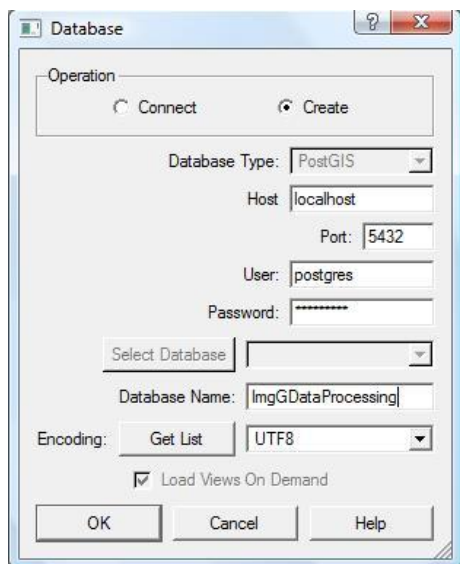 Database
Operation
Connect Create
Database Type: PostGIS
Host localhost
Port: 5432
User: postgres
Password: *********
Select Database
Database Name: ImgGDataProcessing
Encoding: Get List UTF8
Load Views On Demand
OK Cancel Help